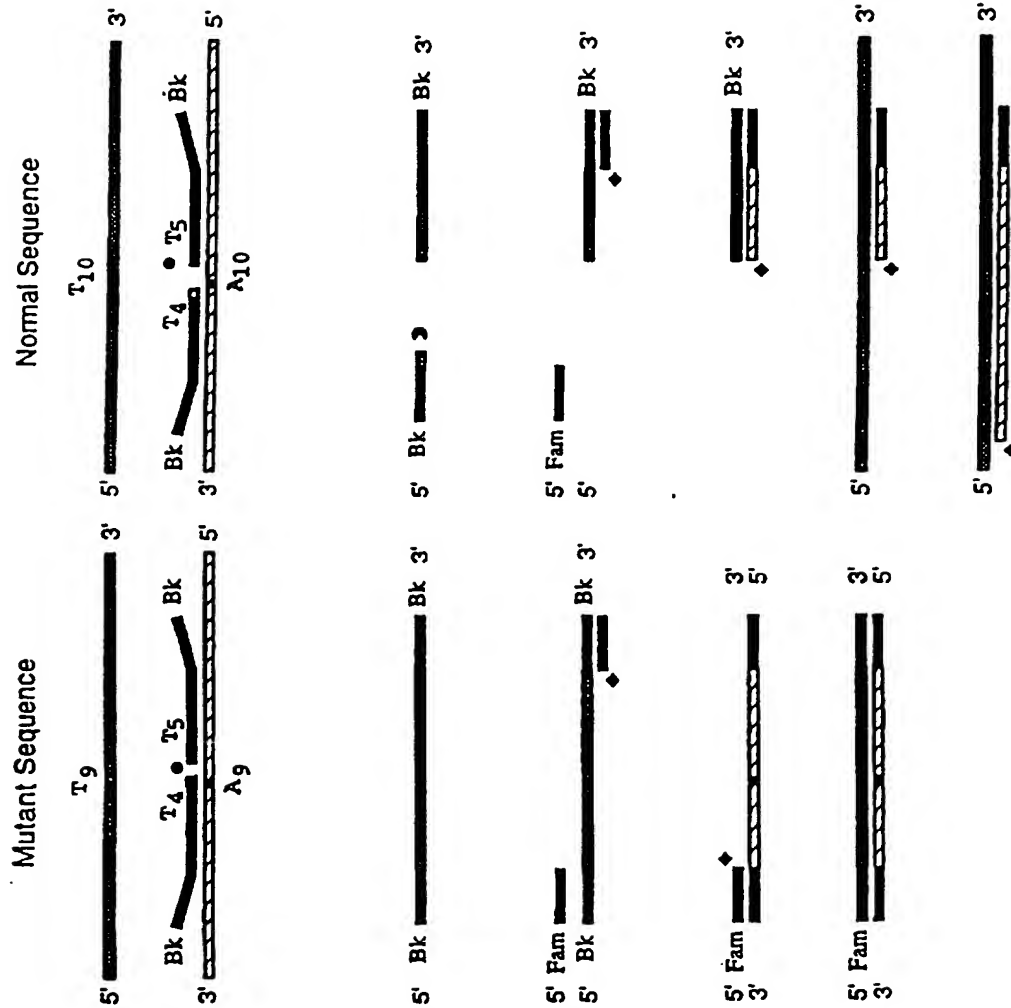 Mutant Sequence
T9
5' 3'
Bk T4 T5 Bk
3' 5'
A9
5' Bk Bk 3'
5' Fam
5' Bk Bk 3'
5' Fam 3'
3' 5'
5' Fam 3'
3' 5'
Normal Sequence
T10
5' 3'
Bk T4 T5 Bk
3' 5'
A10
5' Bk Bk 3'
5' Fam
5' Bk 3'
Bk 3'
5' 3'
5' 3'